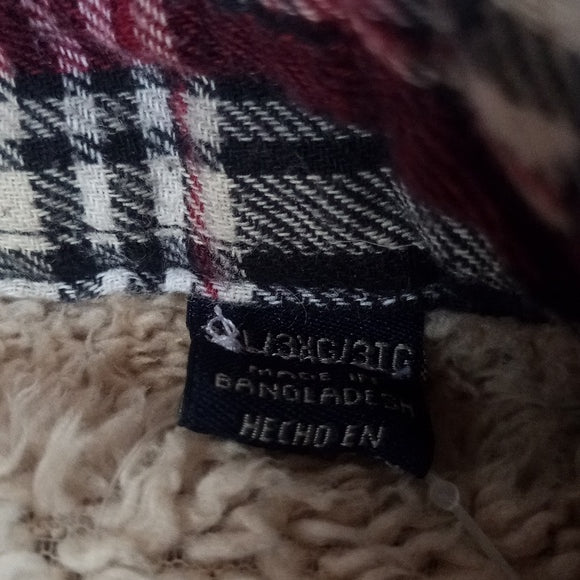 XL/3XG/3TG
MADE IN
BANGLADESH
HECHO EN